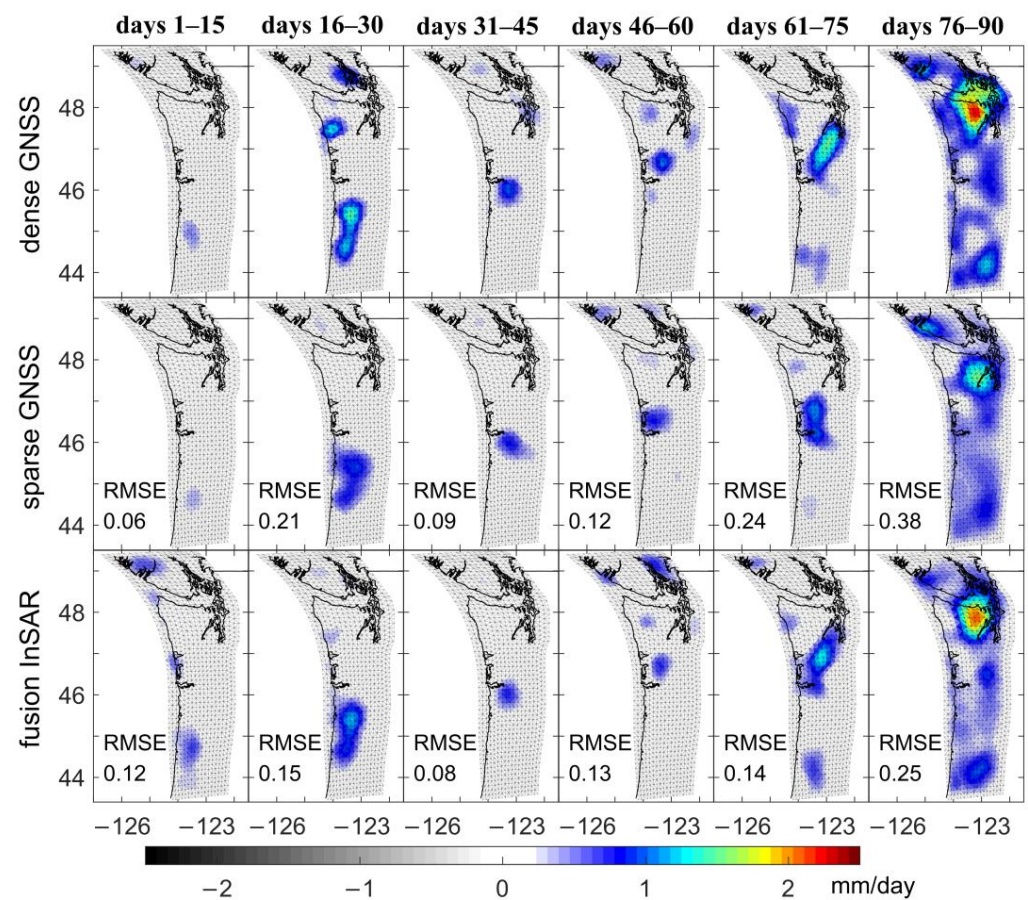 days 1–15 days 16–30 days 31–45 days 46–60 days 61–75 days 76–90
dense GNSS
48
46
44
sparse GNSS
48
46
44
RMSE RMSE RMSE RMSE RMSE RMSE
0.06 0.21 0.09 0.12 0.24 0.38
fusion InSAR
48
46
44
RMSE RMSE RMSE RMSE RMSE RMSE
0.12 0.15 0.08 0.13 0.14 0.25
−126 −123 −126 −123 −126 −123 −126 −123 −126 −123 −126 −123
−2 −1 0 1 2 mm/day